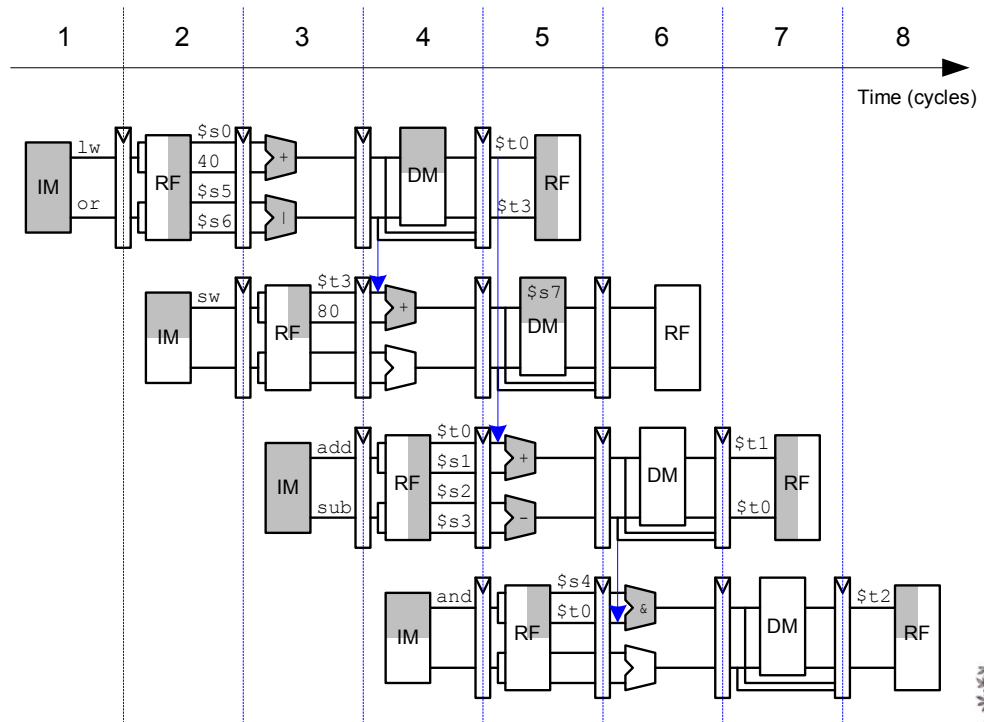 1 2 3 4 5 6 7 8
Time (cycles)
IM lw or RF $s0 40 $s5 $s6 + | DM $t0 $t3 RF
IM sw RF $t3 80 + $s7 DM RF
IM add sub RF $t0 $s1 $s2 $s3 + - DM $t1 $t0 RF
IM and RF $s4 $t0 & DM $t2 RF